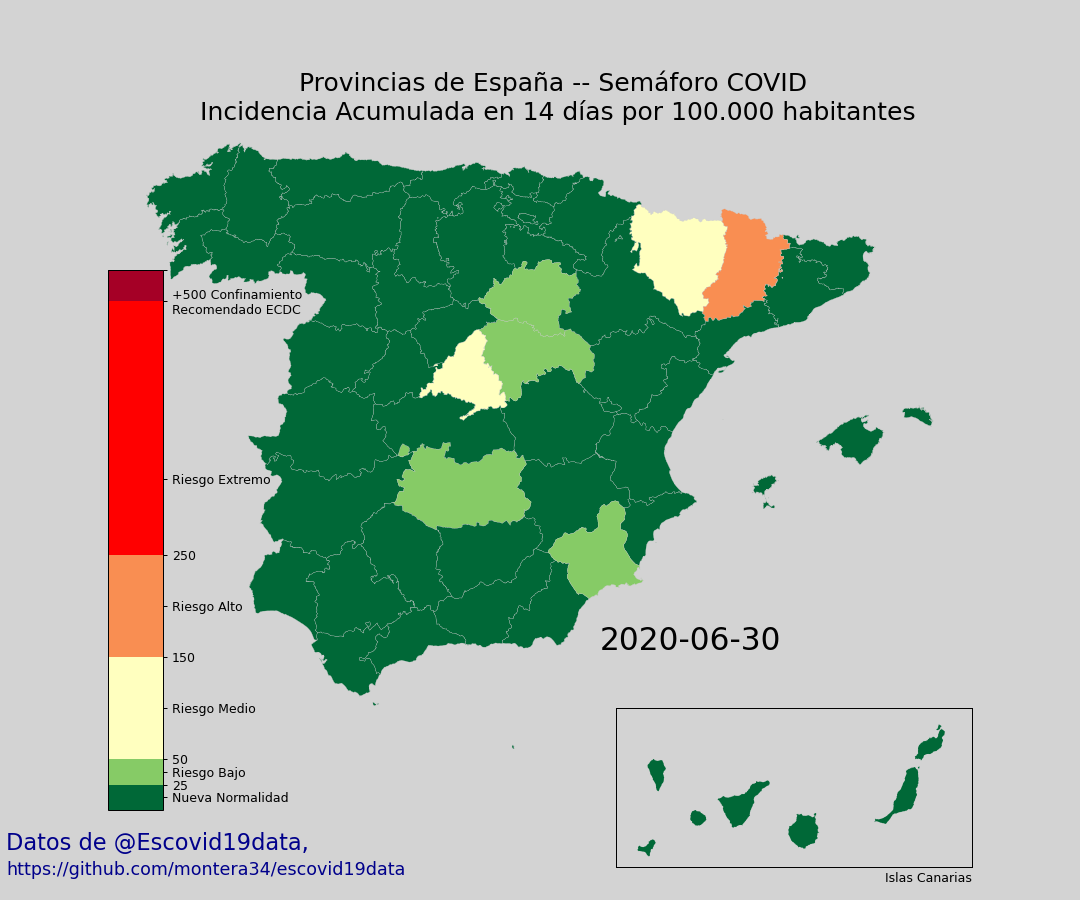 Provincias de España -- Semáforo COVID
Incidencia Acumulada en 14 días por 100.000 habitantes
+500 Confinamiento
Recomendado ECDC
Riesgo Extremo
250
Riesgo Alto
150
Riesgo Medio
50
Riesgo Bajo
25
Nueva Normalidad
2020-06-30
Islas Canarias
Datos de @Escovid19data,
https://github.com/montera34/escovid19data